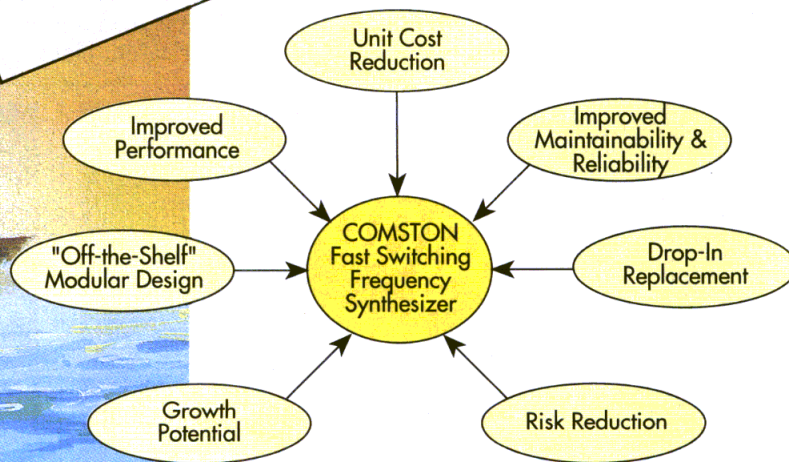 Unit Cost
Reduction
Improved
Performance
Improved
Maintainability &
Reliability
COMSTON
Fast Switching
Frequency
Synthesizer
"Off-the-Shelf"
Modular Design
Drop-In
Replacement
Growth
Potential
Risk Reduction